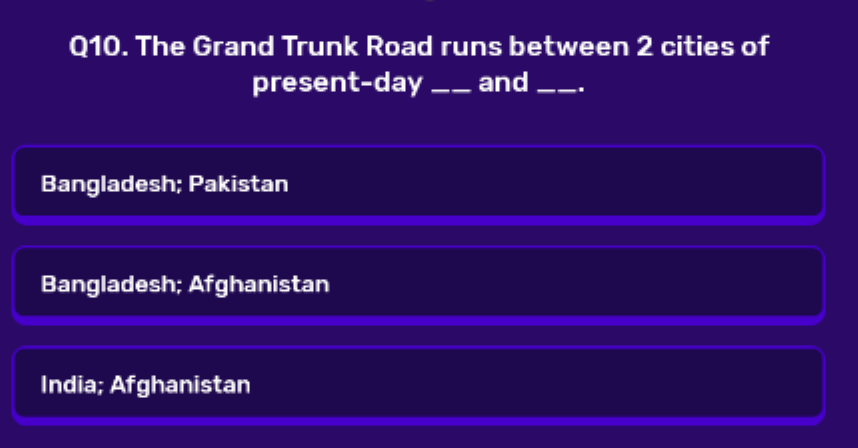 Q10. The Grand Trunk Road runs between 2 cities of
present-day __ and __.
Bangladesh; Pakistan
Bangladesh; Afghanistan
India; Afghanistan